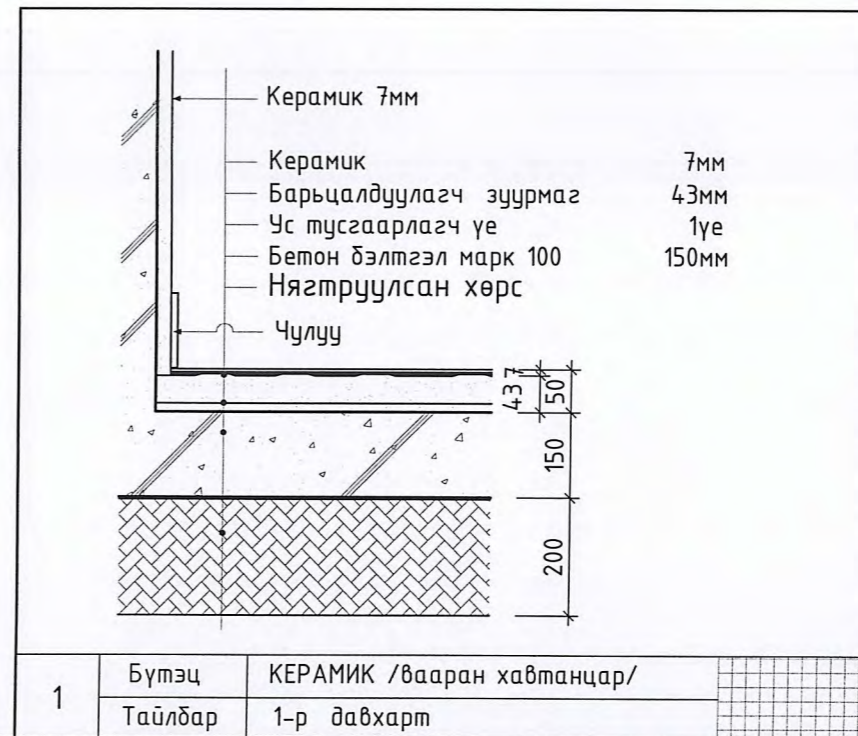 Керамик 7мм
Керамик 7мм
Барьцалдуулагч зуурмаг 43мм
Ус тусгаарлагч үе 1үе
Бетон бэлтгэл марк 100 150мм
Нягтруулсан хөрс
Чулуу
43 7
50
150
200
1
Бүтэц КЕРАМИК /вааран хавтанцар/
Тайлбар 1-р давхарт